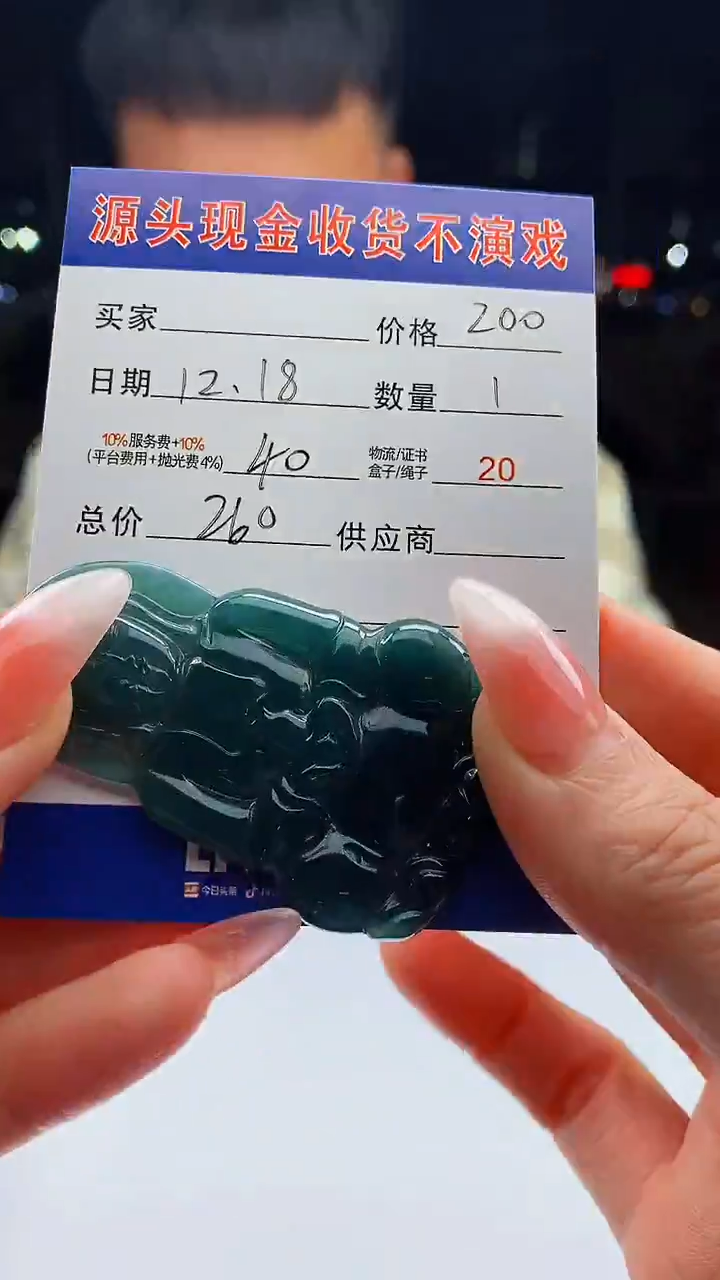 源头现金收货不演戏
买家 价格 200
日期 12、18 数量 1
10%服务费+10% 物流/证书
(平台费用+抛光费4%) 40 盒子/绳子 20
总价 260 供应商
今日头条